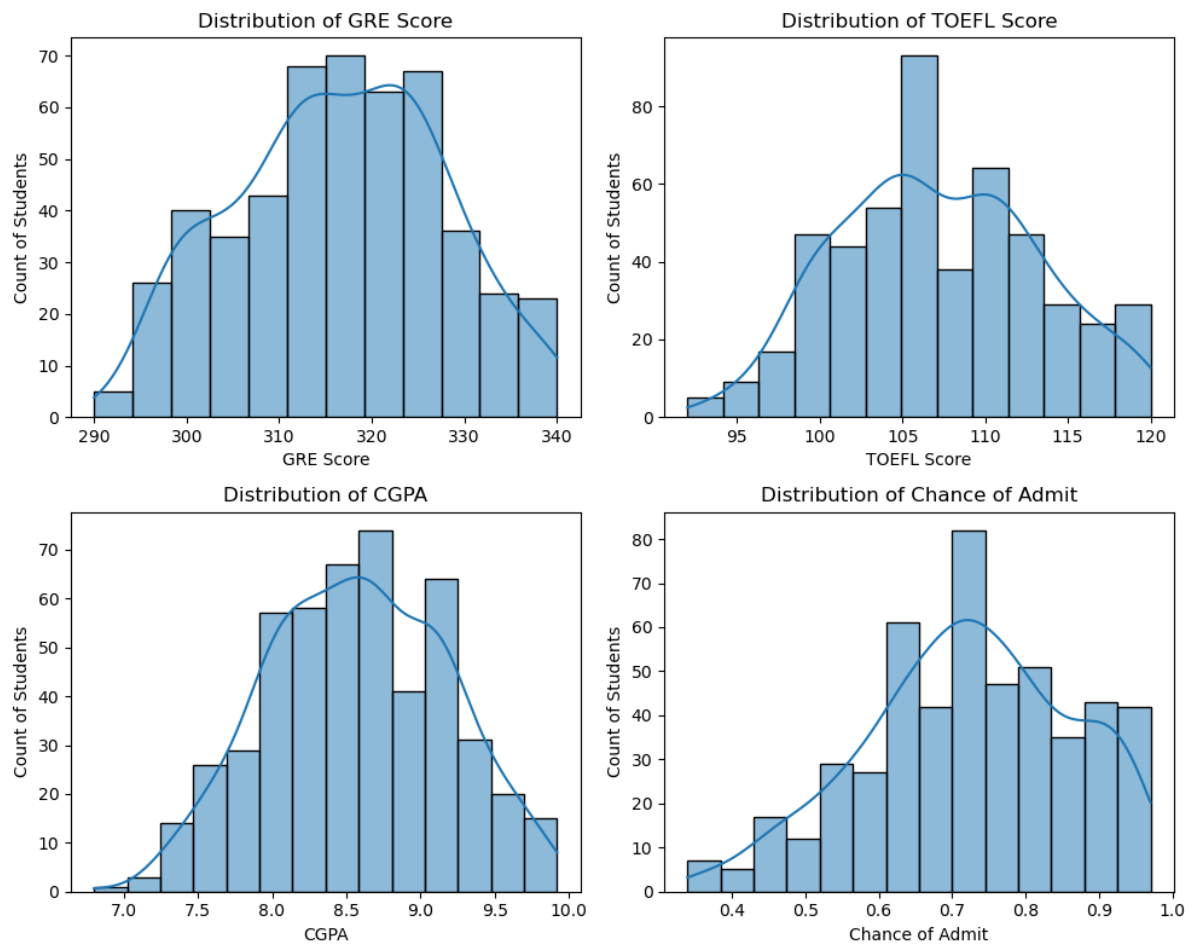 Distribution of GRE Score
70
60
50
40
30
20
10
0
Count of Students
290 300 310 320 330 340
GRE Score
Distribution of TOEFL Score
80
60
40
20
0
Count of Students
95 100 105 110 115 120
TOEFL Score
Distribution of CGPA
70
60
50
40
30
20
10
0
Count of Students
7.0 7.5 8.0 8.5 9.0 9.5 10.0
CGPA
Distribution of Chance of Admit
80
70
60
50
40
30
20
10
0
Count of Students
0.4 0.5 0.6 0.7 0.8 0.9 1.0
Chance of Admit